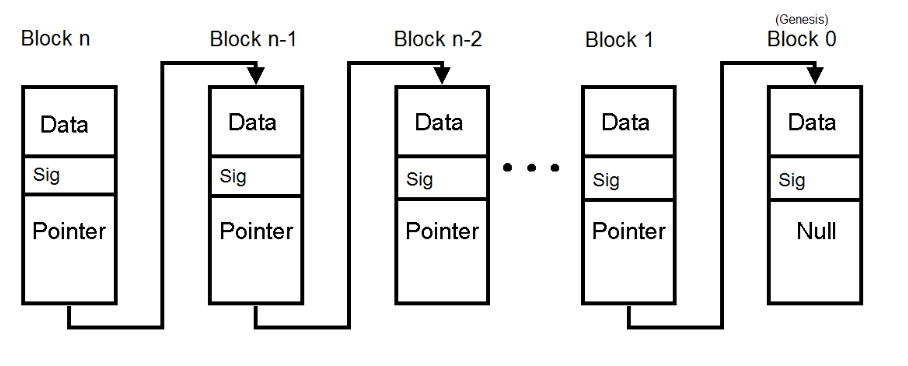 (Genesis)
Block n Block n-1 Block n-2 Block 1 Block 0
Data Data Data Data Data
Sig Sig Sig Sig Sig
Pointer Pointer Pointer Pointer Null